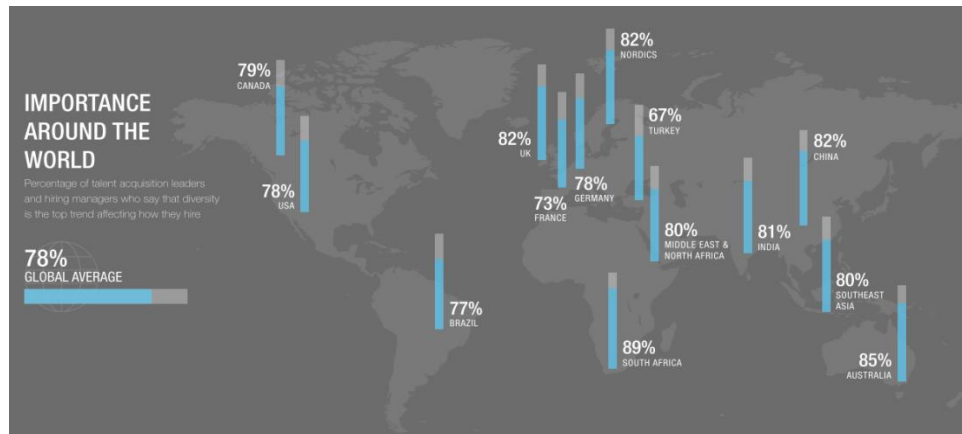 IMPORTANCE
AROUND THE
WORLD
Percentage of talent acquisition leaders
and hiring managers who say that diversity
is the top trend affecting how they hire
78%
GLOBAL AVERAGE
79%
CANADA
78%
USA
77%
BRAZIL
82%
UK
73%
FRANCE
78%
GERMANY
82%
NORDICS
67%
TURKEY
80%
MIDDLE EAST &
NORTH AFRICA
89%
SOUTH AFRICA
81%
INDIA
82%
CHINA
80%
SOUTHEAST
ASIA
85%
AUSTRALIA